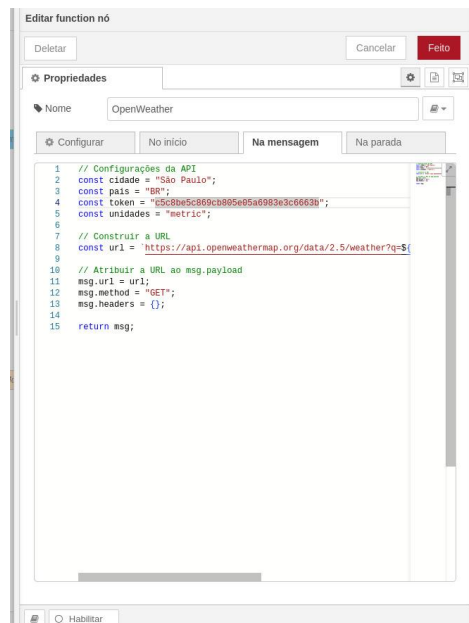 Editar function nó
Deletar
Cancelar
Feito
Propriedades
Nome
OpenWeather
Configurar
No início
Na mensagem
Na parada
1 // Configurações da API
2 const cidade = "São Paulo";
3 const pais = "BR";
4 const token = "c5c8be5c869cb805e05a6983e3c6663b";
5 const unidades = "metric";
6
7 // Construir a URL
8 const url = `https://api.openweathermap.org/data/2.5/weather?q=${
9
10 // Atribuir a URL ao msg.payload
11 msg.url = url;
12 msg.method = "GET";
13 msg.headers = {};
14
15 return msg;
Habilitar